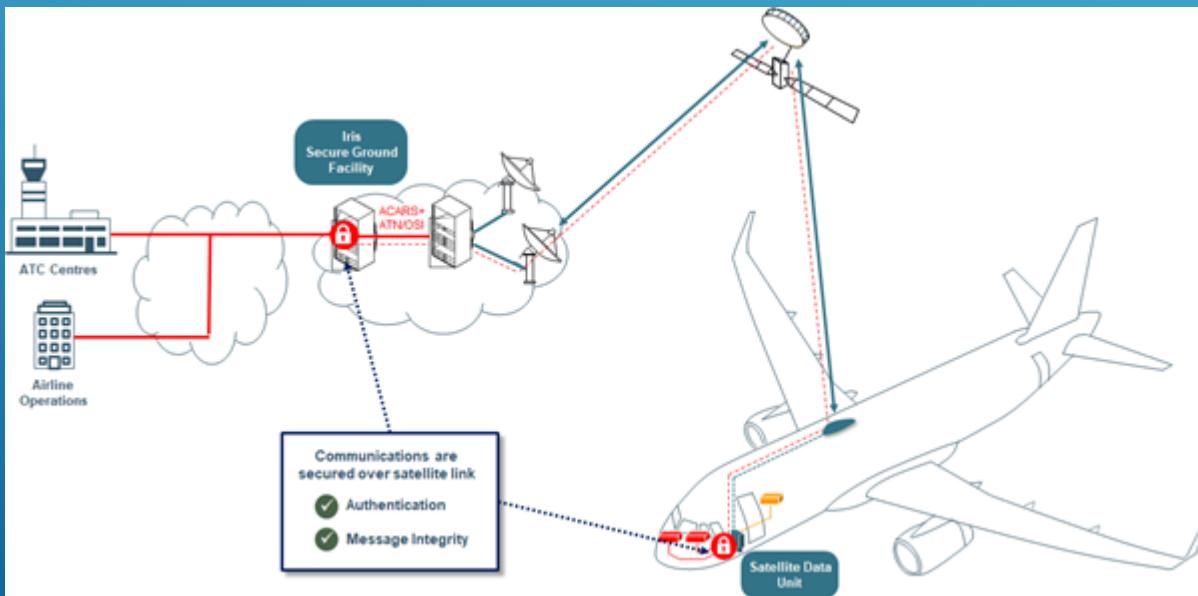 Iris
Secure Ground
Facility
ACARS+
ATN/OSI
ATC Centres
Airline
Operations
Communications are
secured over satellite link
Authentication
Message Integrity
Satellite Data
Unit